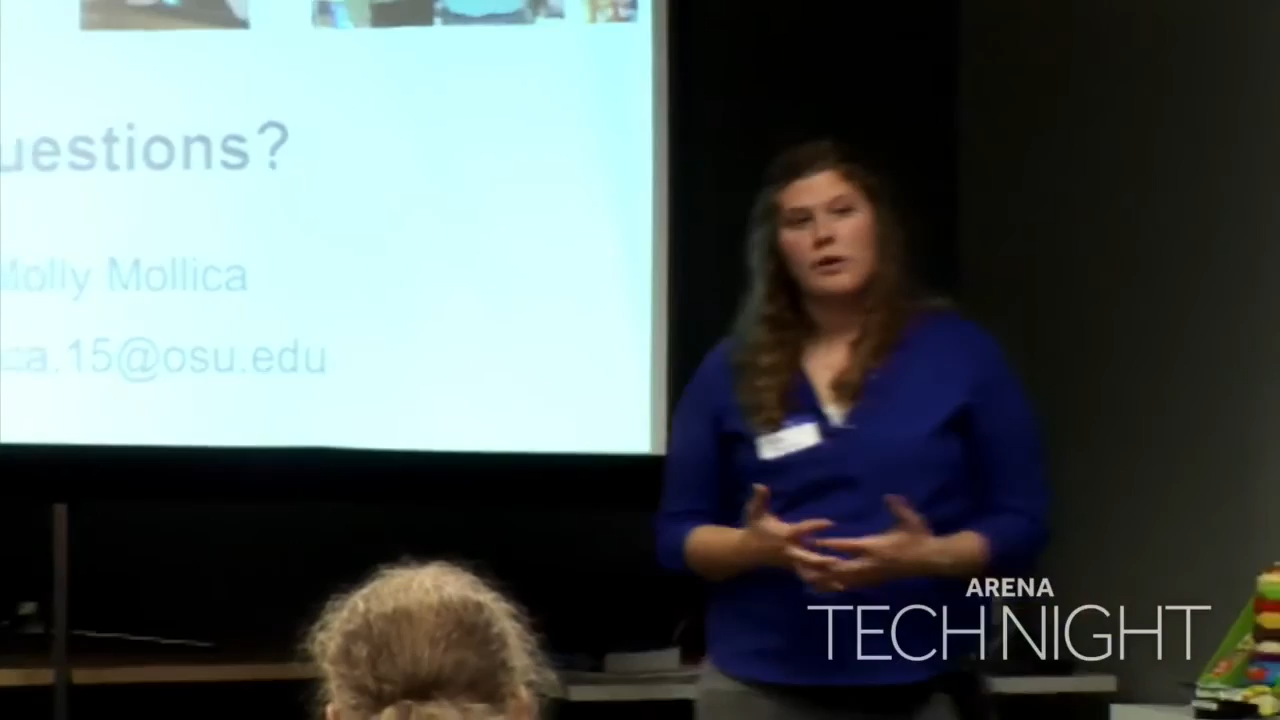 uestions?
Molly Mollica
ca.15@osu.edu
ARENA
TECH NIGHT